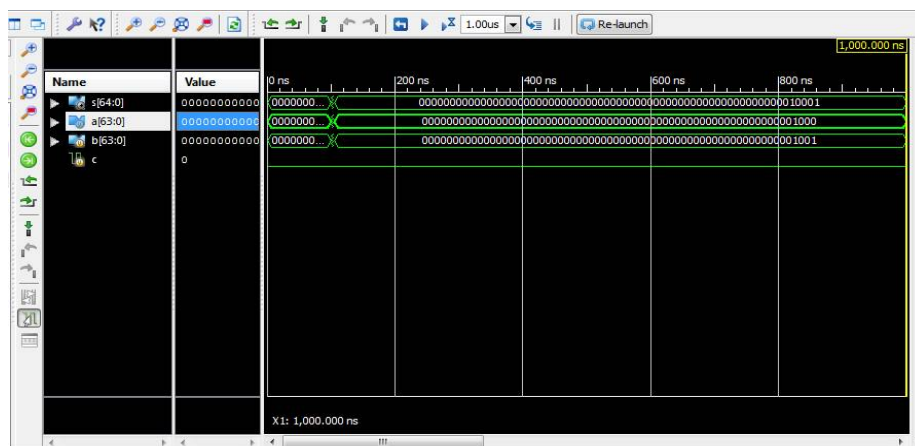 1.00us Re-launch
1,000.000 ns
Name Value 0 ns 200 ns 400 ns 600 ns 800 ns
s[64:0] 00000000000 0000000... 00000000000000000000000000000000000000000000000000000000000010001
a[63:0] 00000000000 0000000... 0000000000000000000000000000000000000000000000000000000000001000
b[63:0] 00000000000 0000000... 0000000000000000000000000000000000000000000000000000000000001001
c 0
X1: 1,000.000 ns